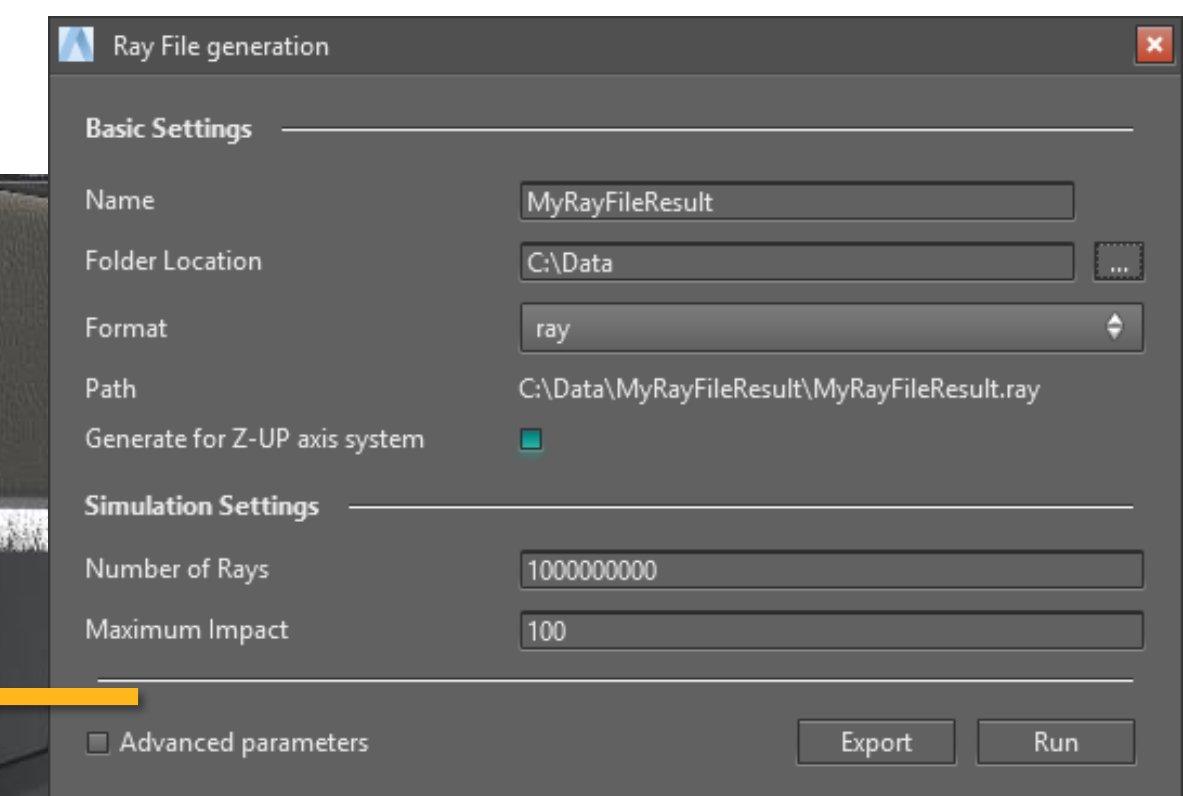 Ray File generation
Basic Settings
Name MyRayFileResult
Folder Location C:\Data ...
Format ray
Path C:\Data\MyRayFileResult\MyRayFileResult.ray
Generate for Z-UP axis system
Simulation Settings
Number of Rays 1000000000
Maximum Impact 100
Advanced parameters Export Run